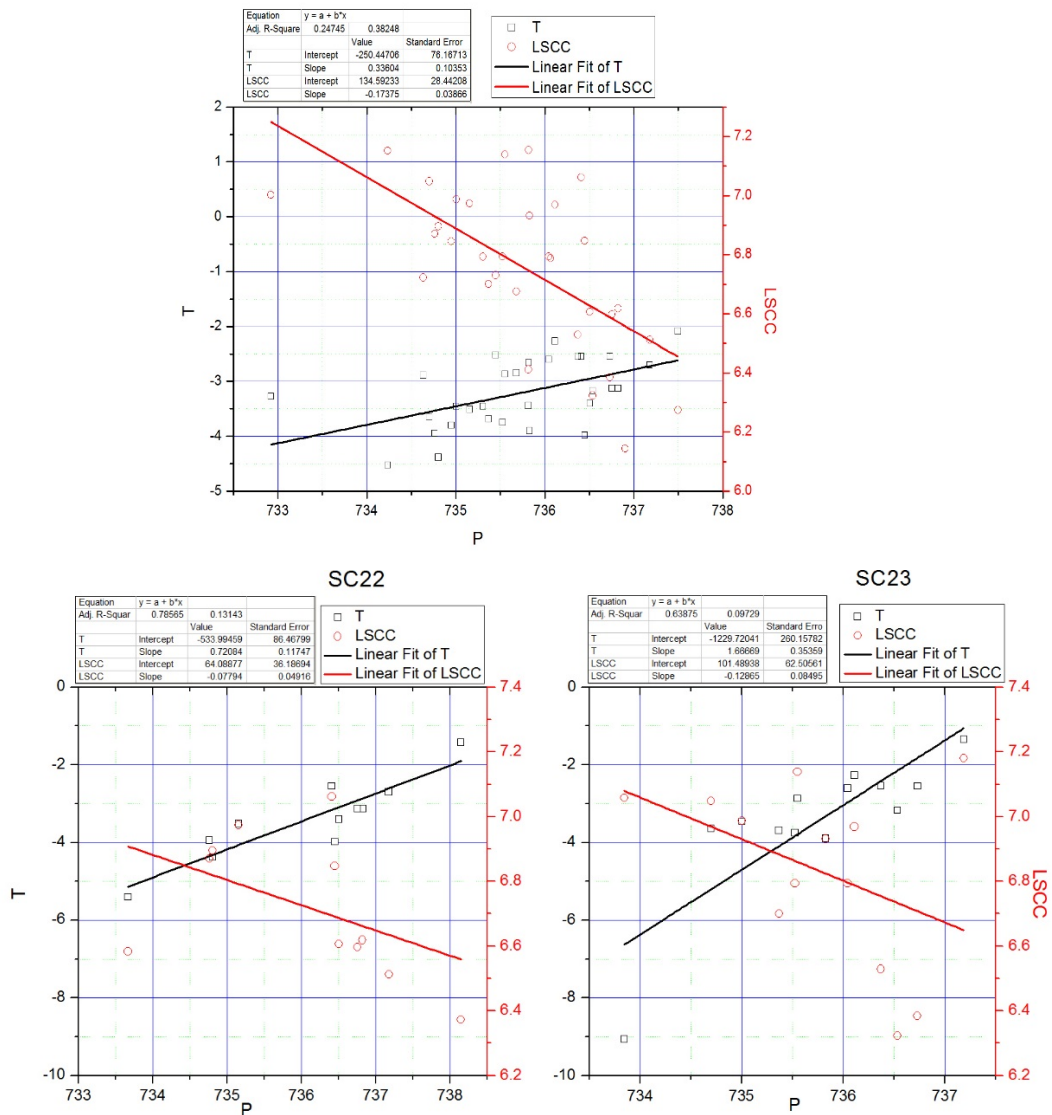 Equation y = a + b*x
Adj. R-Square 0.24745 0.38248
Value Standard Error
T Intercept -250.44706 76.16713
T Slope 0.33604 0.10353
LSCC Intercept 134.59233 28.44208
LSCC Slope -0.17375 0.03866
T
LSCC
Linear Fit of T
Linear Fit of LSCC
2
1
0
-1
-2
-3
-4
-5
T
7.2
7.0
6.8
6.6
6.4
6.2
6.0
LSCC
733 734 735 736 737 738
P
SC22
Equation y = a + b*x
Adj. R-Squar 0.78565 0.13143
Value Standard Error
T Intercept -533.99459 86.46799
T Slope 0.72084 0.11747
LSCC Intercept 64.08877 36.18694
LSCC Slope -0.07794 0.04916
T
LSCC
Linear Fit of T
Linear Fit of LSCC
0
-2
-4
-6
-8
-10
T
7.4
7.2
7.0
6.8
6.6
6.4
6.2
733 734 735 736 737 738
P
SC23
Equation y = a + b*x
Adj. R-Squar 0.63875 0.09729
Value Standard Erro
T Intercept -1229.72041 260.15782
T Slope 1.66669 0.35359
LSCC Intercept 101.48938 62.50561
LSCC Slope -0.12865 0.08495
T
LSCC
Linear Fit of T
Linear Fit of LSCC
0
-2
-4
-6
-8
-10
7.4
7.2
7.0
6.8
6.6
6.4
6.2
LSCC
734 735 736 737
P